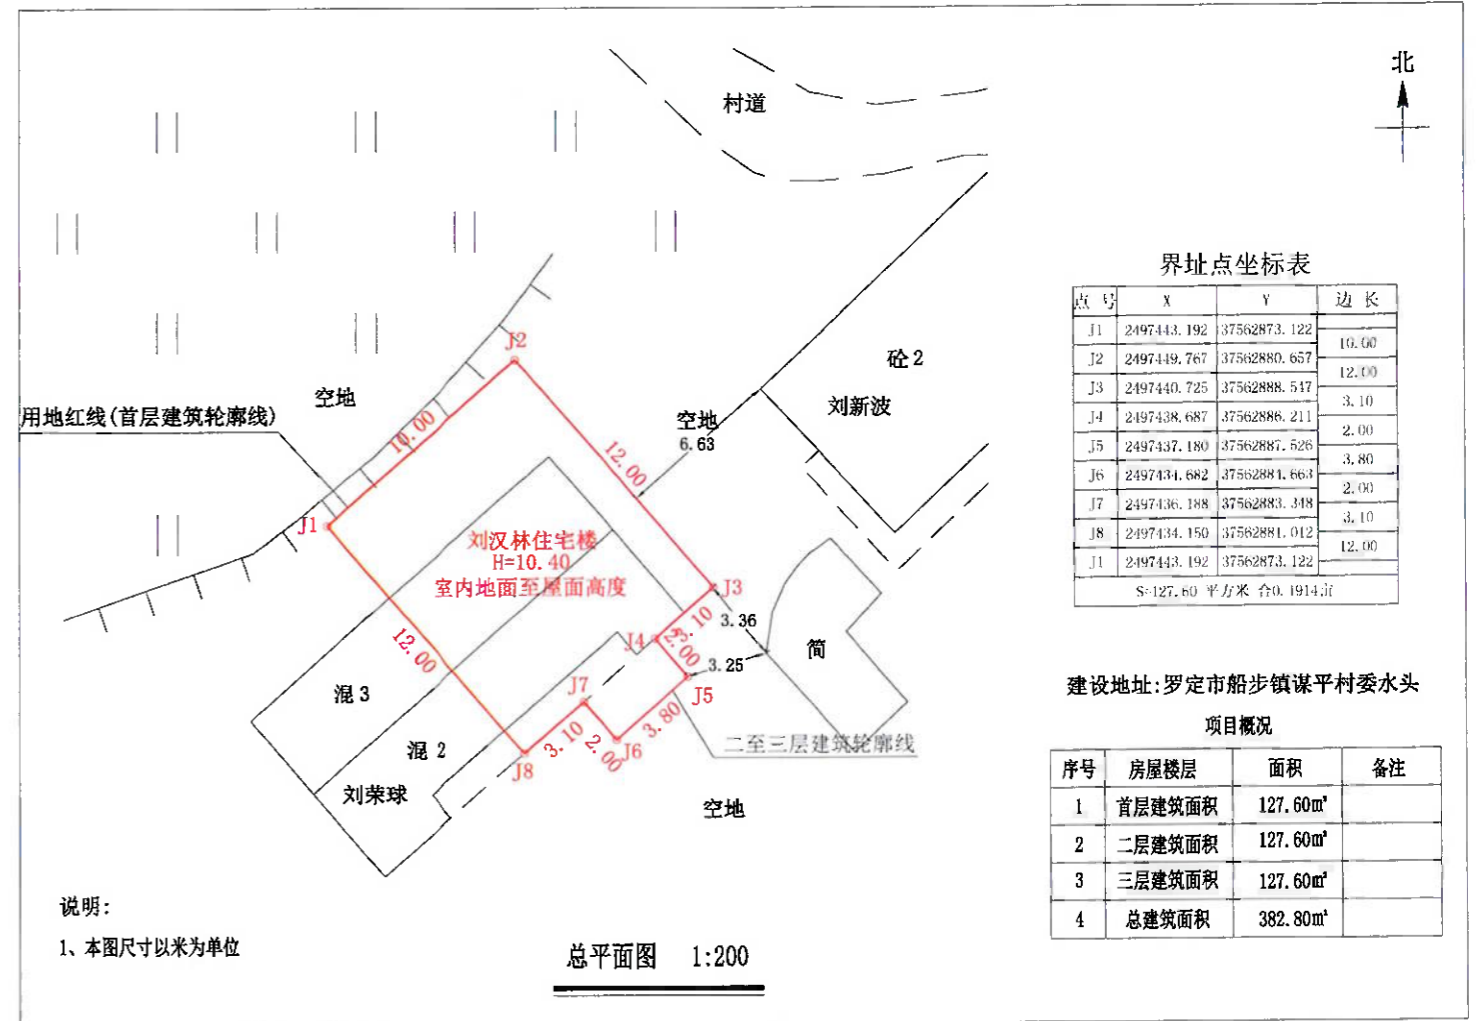 北
村道
J2
空地
用地红线(首层建筑轮廓线)
10.00
12.00
空地
6.63
砼2
刘新波
J1
刘汉林住宅楼
H=10.40
室内地面至屋面高度
J3
3.10
3.36
J4
2.00
3.25
J5
简
12.00
混3
J7
3.80
3.10
2.00
J6
J8
二至三层建筑轮廓线
混 2
刘荣球
空地
说明:
1、本图尺寸以米为单位
总平面图 1:200
界址点坐标表
点 号 X Y 边 长
J1 2497443.192 37562873.122
10.00
J2 2497449.767 37562880.657
12.00
J3 2497440.725 37562888.547
3.10
J4 2497438.687 37562886.211
2.00
J5 2497437.180 37562887.526
3.80
J6 2497434.682 37562884.663
2.00
J7 2497436.188 37562883.348
3.10
J8 2497434.150 37562881.012
12.00
J1 2497443.192 37562873.122
S=127.60 平方米 合0.1914亩
建设地址:罗定市船步镇谋平村委水头
项目概况
序号 房屋楼层 面积 备注
1 首层建筑面积 127.60m²
2 二层建筑面积 127.60m²
3 三层建筑面积 127.60m²
4 总建筑面积 382.80m²